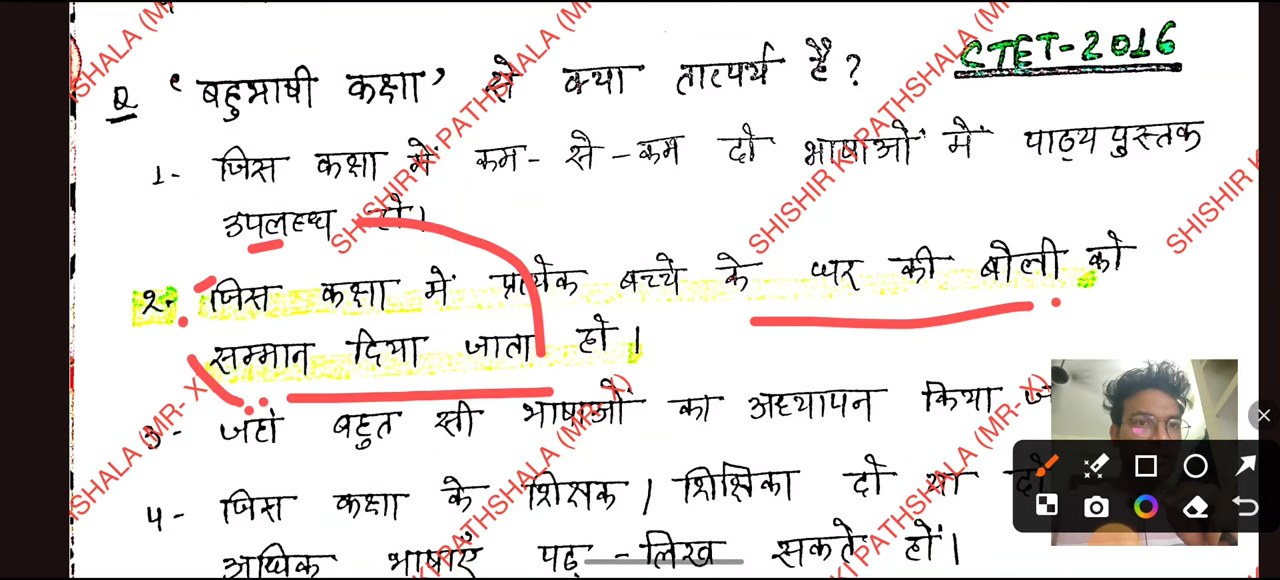 CTET-2016
Q 'बहुभाषी कक्षा' से क्या तात्पर्य है?
1- जिस कक्षा में कम-से-कम दो भाषाओं में पाठ्यपुस्तक
उपलब्ध हो।
2- जिस कक्षा में प्रत्येक बच्चे के घर की बोली को
सम्मान दिया जाता हो।
3- जहां बहुत सी भाषाओं का अध्यापन किया
4- जिस कक्षा के शिक्षक / शिक्षिका दो या दो
अधिक भाषाएँ पढ़-लिख सकते हों।
SHISHIR KI PATHSHALA (MR-X)